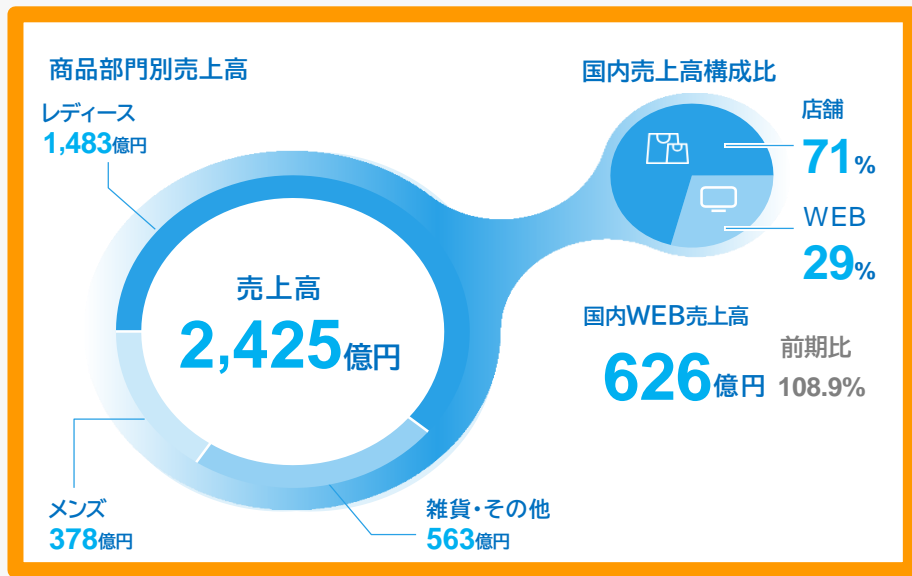 商品部門別売上高
レディース
1,483億円
売上高
2,425億円
メンズ
378億円
雑貨・その他
563億円
国内売上高構成比
店舗
71%
WEB
29%
国内WEB売上高
626億円
前期比
108.9%